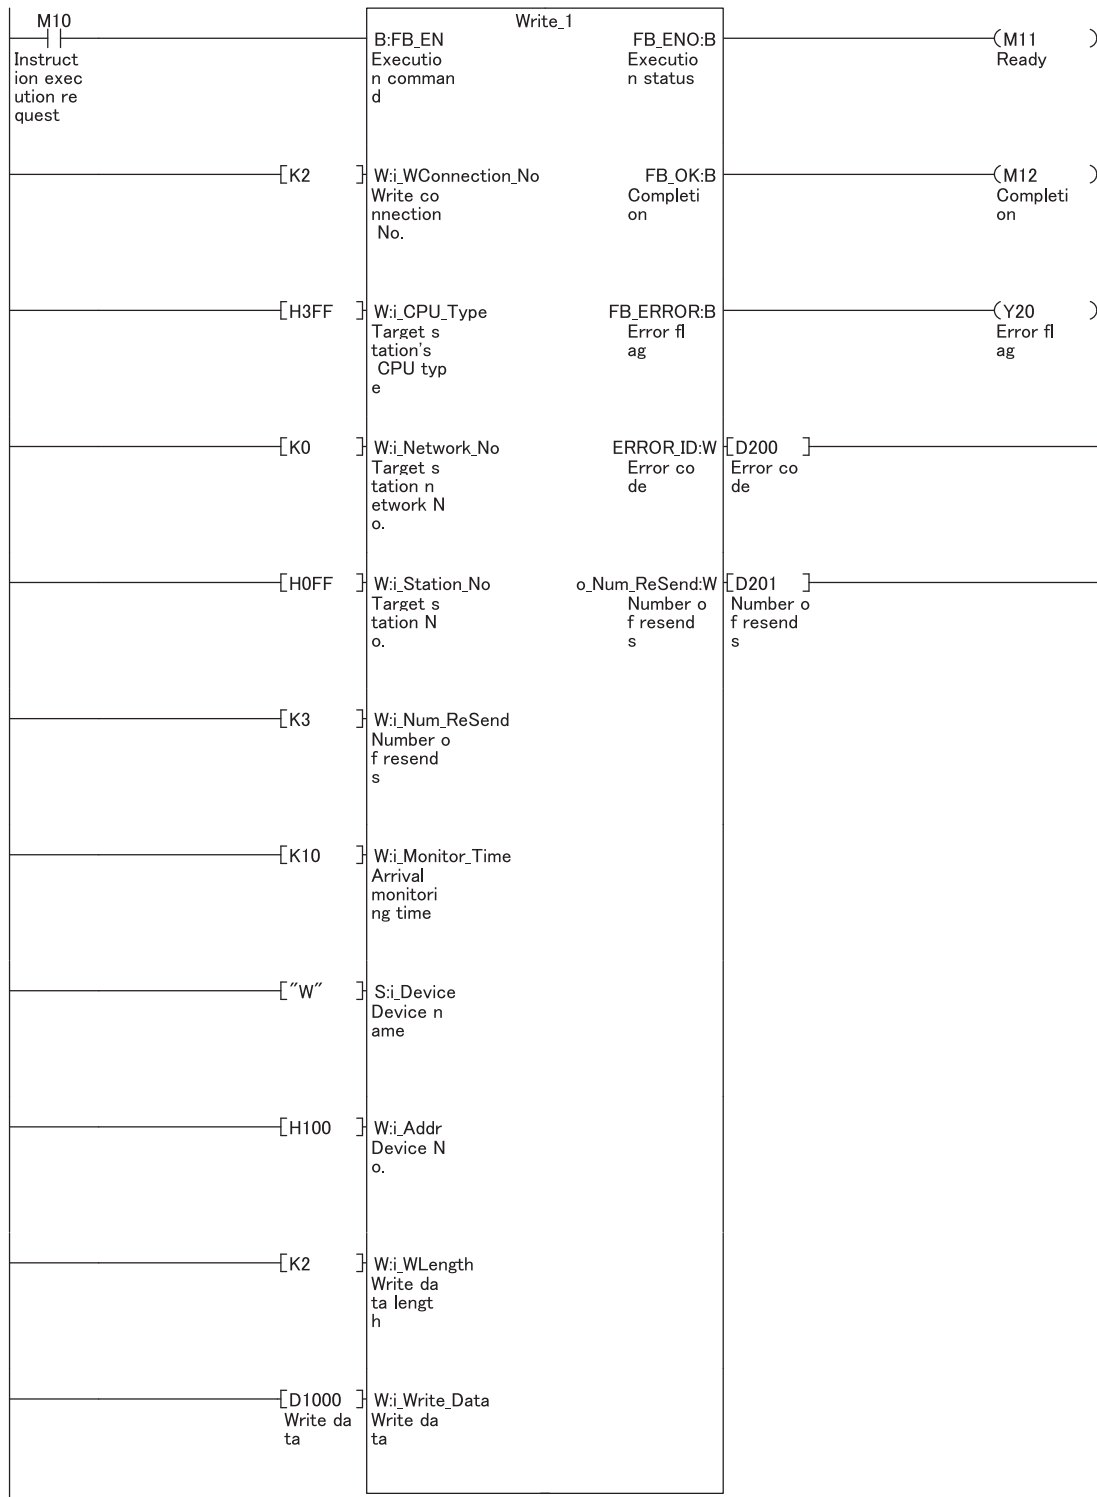 M10
Write_1
B:FB_EN
FB_ENO:B
(M11 )
Instruct
ion exec
ution re
quest
Executio
n comman
d
Executio
n status
Ready
[K2 ]
W:i_WConnection_No
FB_OK:B
(M12 )
Write co
nnection
No.
Completi
on
Completi
on
[H3FF ]
W:i_CPU_Type
FB_ERROR:B
(Y20 )
Target s
tation's
CPU typ
e
Error fl
ag
Error fl
ag
[K0 ]
W:i_Network_No
ERROR_ID:W
[D200 ]
Target s
tation n
etwork N
o.
Error co
de
Error co
de
[H0FF ]
W:i_Station_No
o_Num_ReSend:W
[D201 ]
Target s
tation N
o.
Number o
f resend
s
Number o
f resend
s
[K3 ]
W:i_Num_ReSend
Number o
f resend
s
[K10 ]
W:i_Monitor_Time
Arrival
monitori
ng time
["W" ]
S:i_Device
Device n
ame
[H100 ]
W:i_Addr
Device N
o.
[K2 ]
W:i_WLength
Write da
ta lengt
h
[D1000 ]
W:i_Write_Data
Write da
ta
Write da
ta